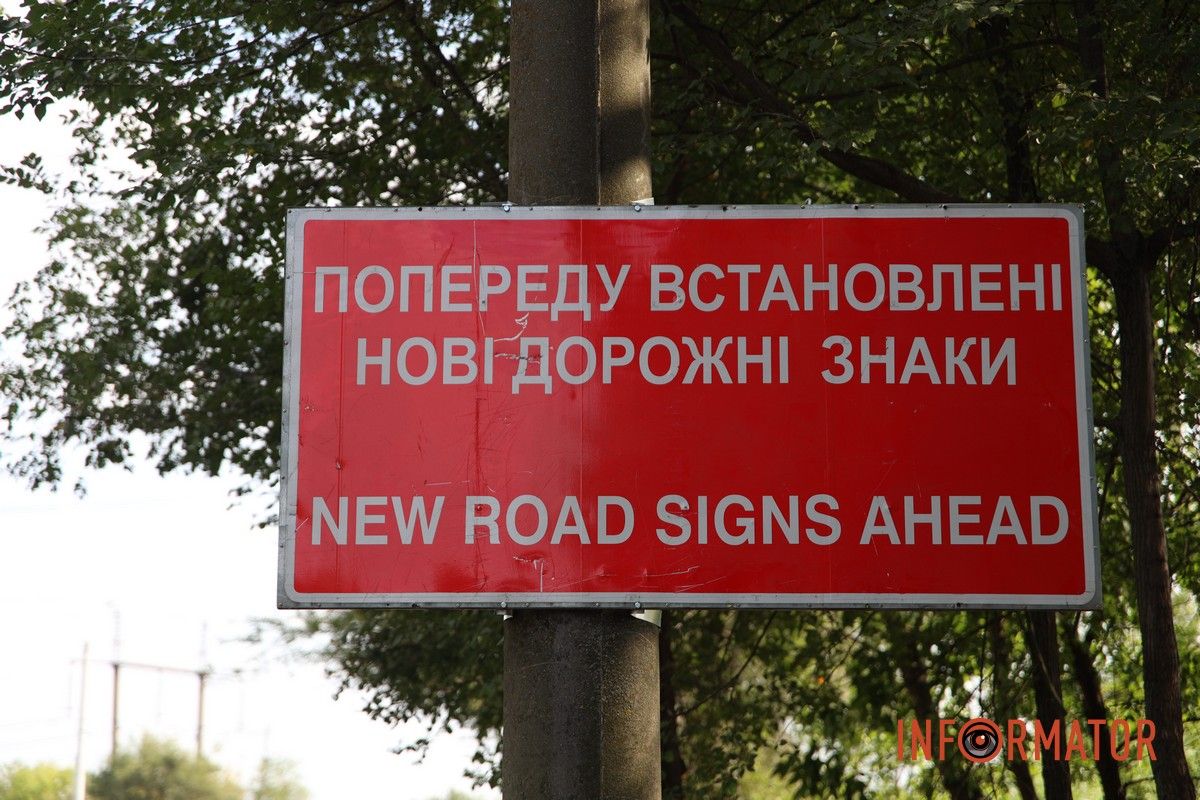 ПОПЕРЕДУ ВСТАНОВЛЕНІ
НОВІ ДОРОЖНІ ЗНАКИ
NEW ROAD SIGNS AHEAD
INFORMATOR